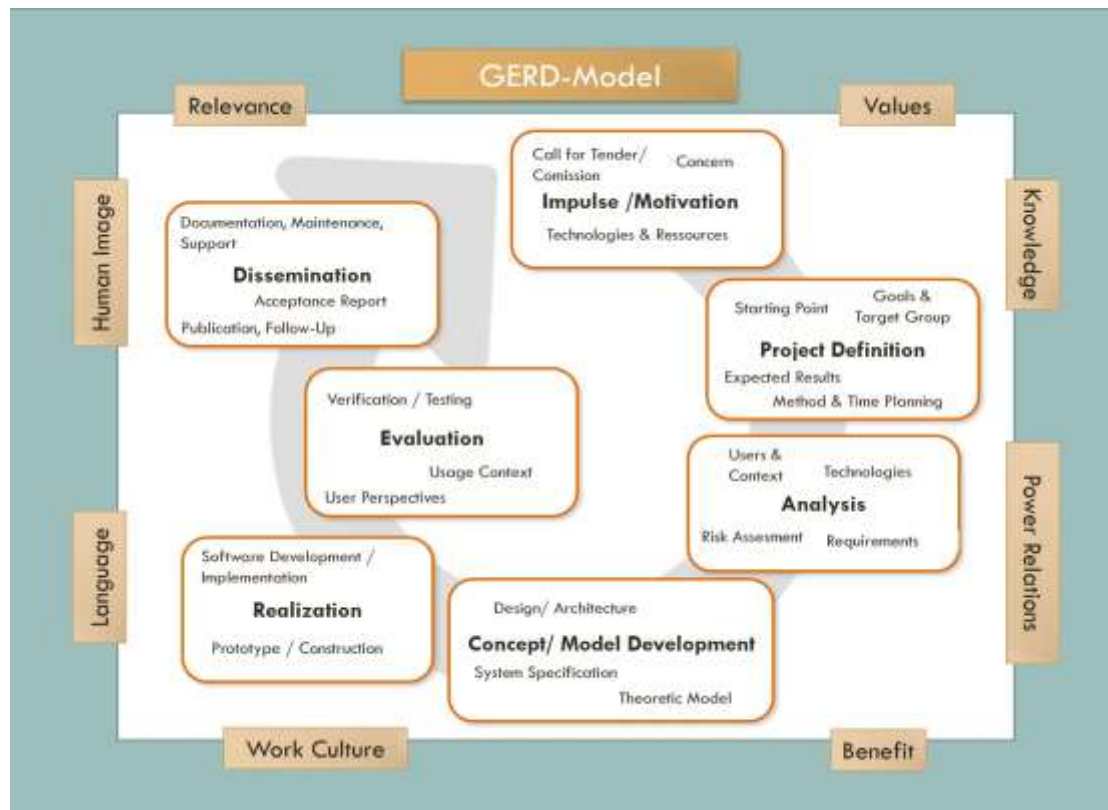 GERD-Model
Relevance
Values
Human Image
Knowledge
Power Relations
Language
Work Culture
Benefit
Call for Tender/
Comission
Concern
Impulse /Motivation
Technologies & Ressources
Starting Point
Goals &
Target Group
Project Definition
Expected Results
Method & Time Planning
Users &
Context
Technologies
Analysis
Risk Assesment
Requirements
Design/ Architecture
Concept/ Model Development
System Specification
Theoretic Model
Software Development /
Implementation
Realization
Prototype / Construction
Verification / Testing
Evaluation
Usage Context
User Perspectives
Documentation, Maintenance,
Support
Dissemination
Acceptance Report
Publication, Follow-Up